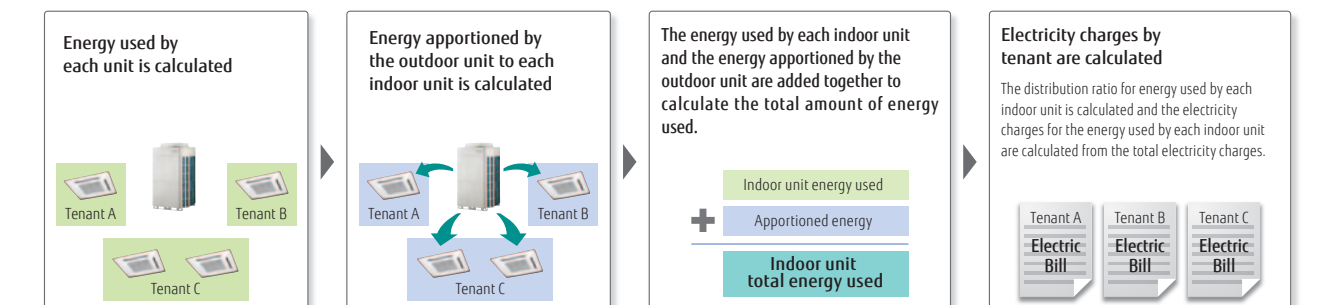 Energy used by
each unit is calculated
Tenant A
Tenant B
Tenant C
Energy apportioned by
the outdoor unit to each
indoor unit is calculated
Tenant A
Tenant B
Tenant C
The energy used by each indoor unit
and the energy apportioned by the
outdoor unit are added together to
calculate the total amount of energy
used.
Indoor unit energy used
+
Apportioned energy
Indoor unit
total energy used
Electricity charges by
tenant are calculated
The distribution ratio for energy used by each
indoor unit is calculated and the electricity
charges for the energy used by each indoor unit
are calculated from the total electricity charges.
Tenant A
Electric
Bill
Tenant B
Electric
Bill
Tenant C
Electric
Bill